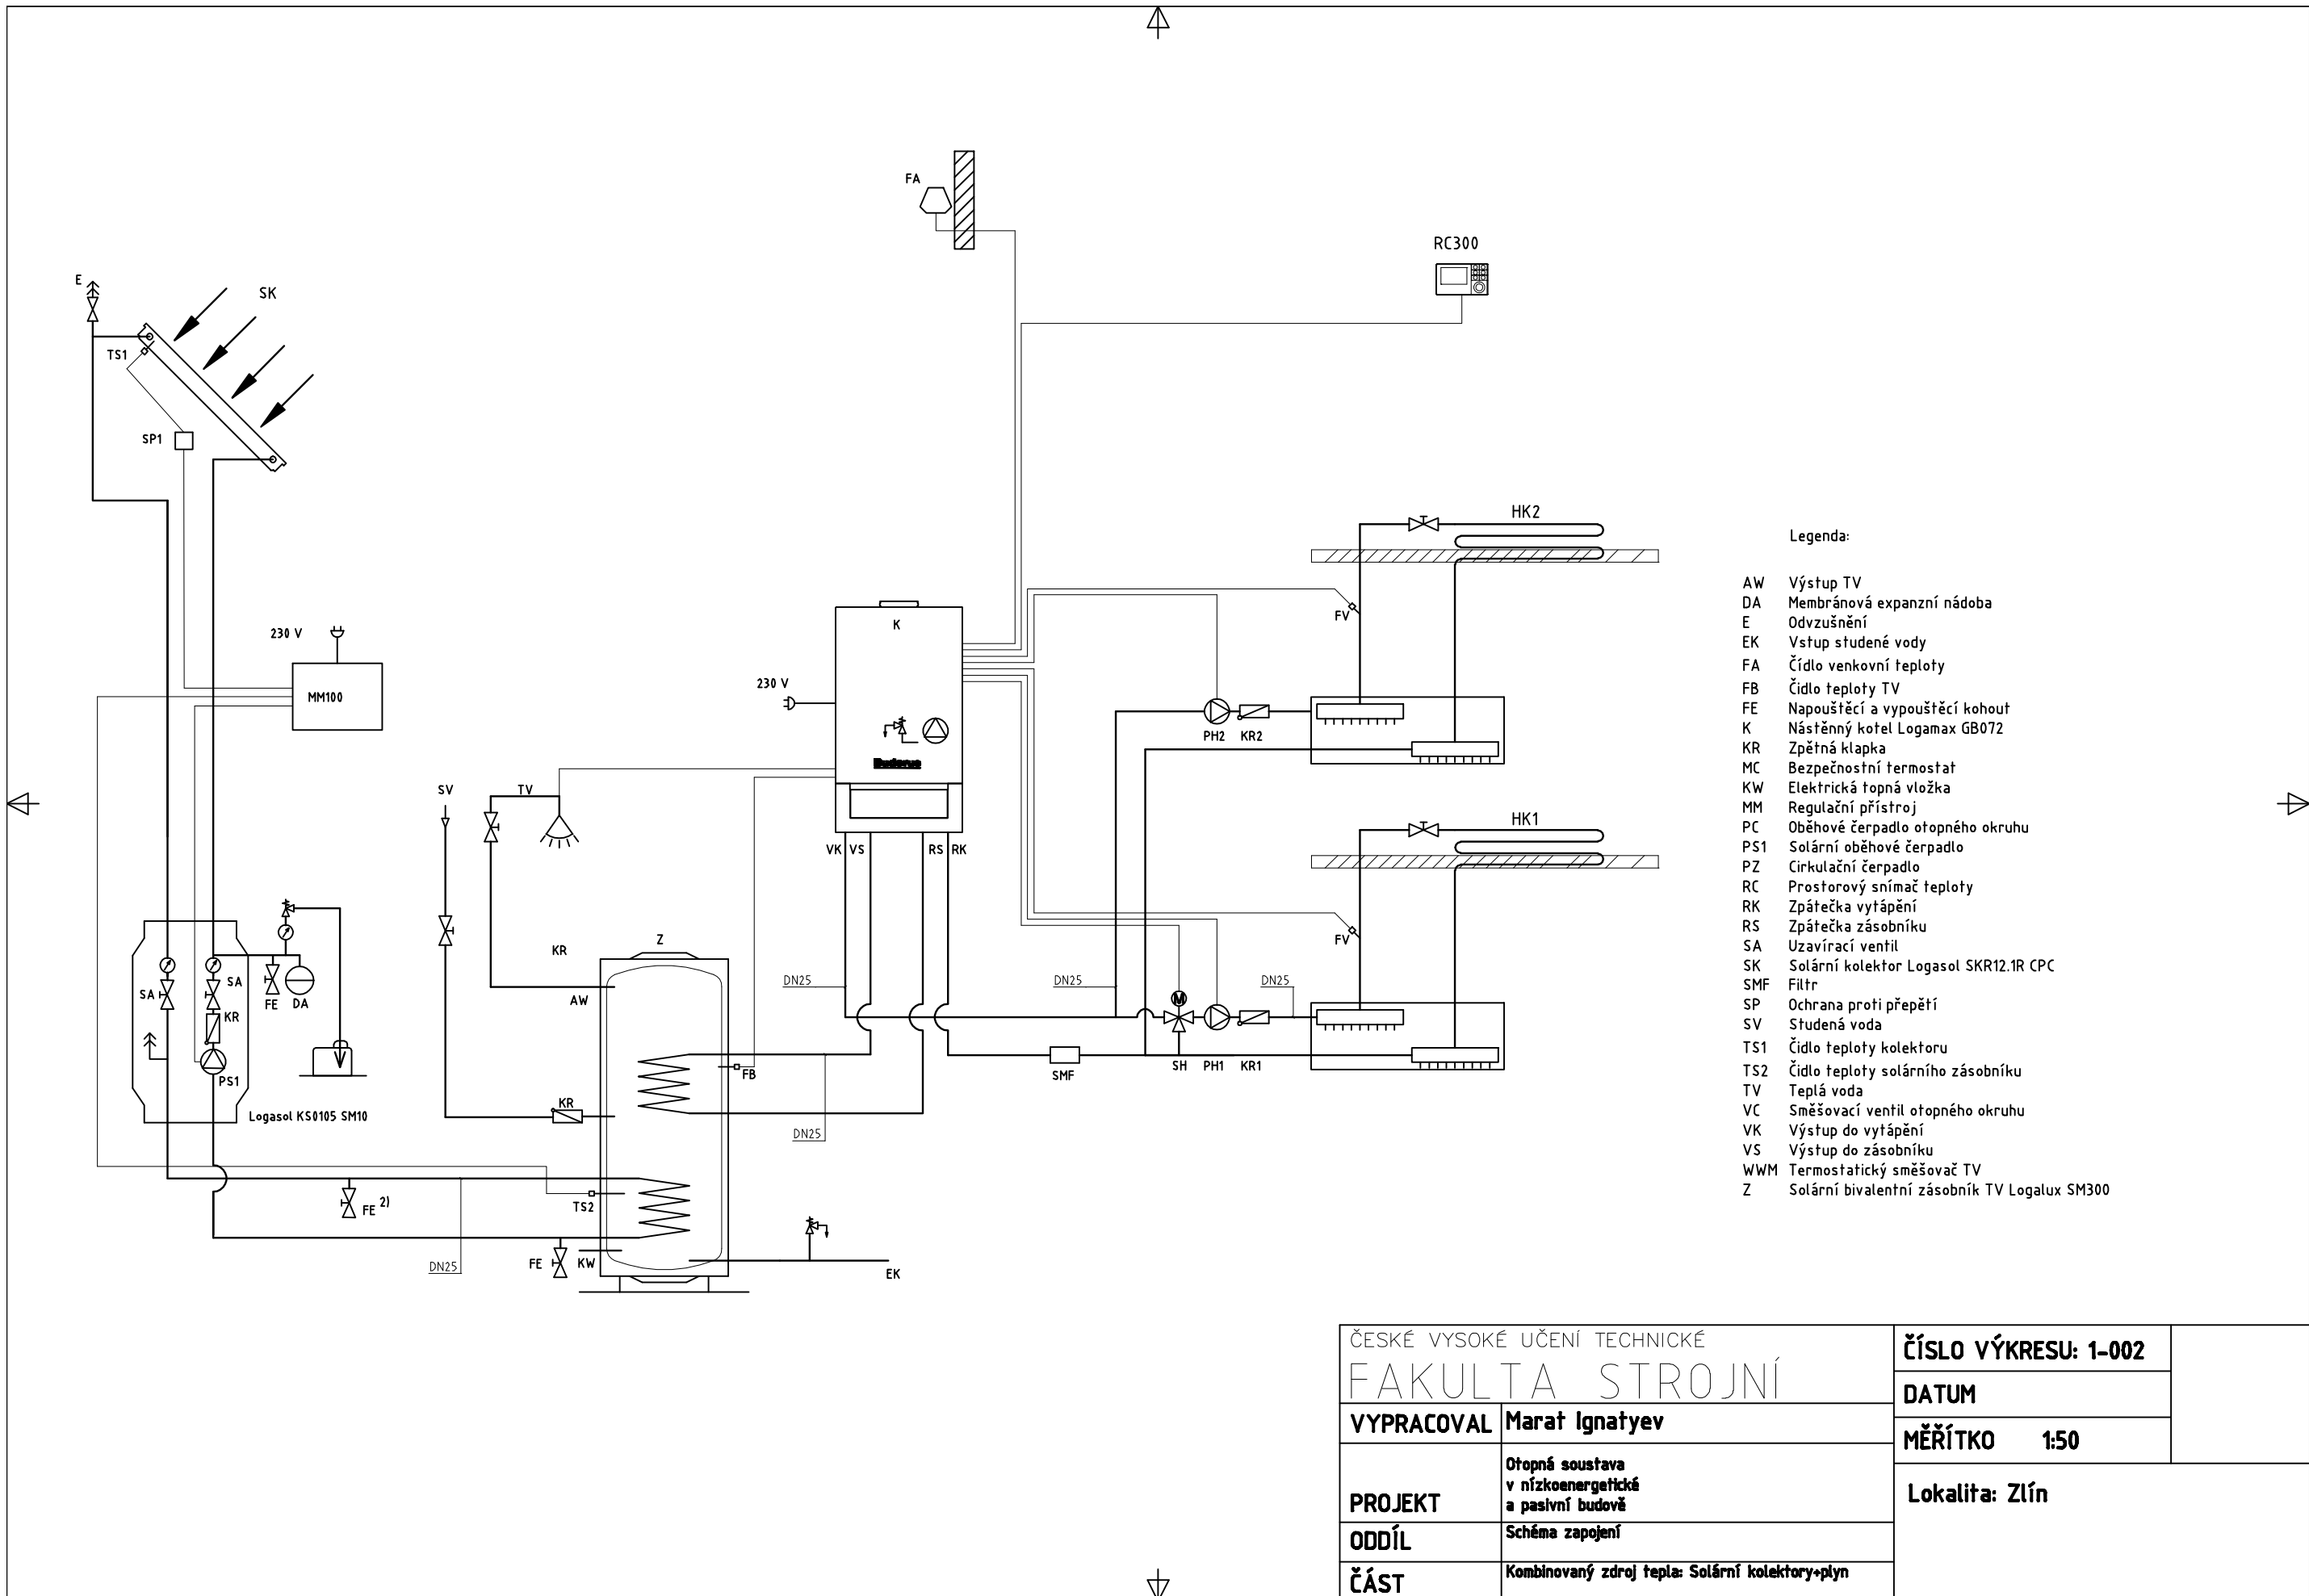 FA
RC300
E
SK
TS1
SP1
HK2
230 V
MM100
K
230 V
FV
PH2
KR2
Buderus
SV
TV
VK
VS
RS
RK
HK1
FV
KR
Z
AW
DN25
DN25
DN25
SA
SA
FE
DA
KR
PS1
Logasol KS0105 SM10
FB
KR
SMF
SH
PH1
KR1
DN25
TS2
FE 2)
DN25
FE
KW
EK
M
Legenda:
AW Výstup TV
DA Membránová expanzní nádoba
E Odvzušnění
EK Vstup studené vody
FA Čídlo venkovní teploty
FB Čidlo teploty TV
FE Napouštěcí a vypouštěcí kohout
K Nástěnný kotel Logamax GB072
KR Zpětná klapka
MC Bezpečnostní termostat
KW Elektrická topná vložka
MM Regulační přístroj
PC Oběhové čerpadlo otopného okruhu
PS1 Solární oběhové čerpadlo
PZ Cirkulační čerpadlo
RC Prostorový snímač teploty
RK Zpátečka vytápění
RS Zpátečka zásobníku
SA Uzavírací ventil
SK Solární kolektor Logasol SKR12.1R CPC
SMF Filtr
SP Ochrana proti přepětí
SV Studená voda
TS1 Čidlo teploty kolektoru
TS2 Čidlo teploty solárního zásobníku
TV Teplá voda
VC Směšovací ventil otopného okruhu
VK Výstup do vytápění
VS Výstup do zásobníku
WWM Termostatický směšovač TV
Z Solární bivalentní zásobník TV Logalux SM300
ČESKÉ VYSOKÉ UČENÍ TECHNICKÉ
FAKULTA STROJNÍ
VYPRACOVAL Marat Ignatyev
PROJEKT
Otopná soustava
v nízkoenergetické
a pasivní budově
ODDÍL Schéma zapojení
ČÁST Kombinovaný zdroj tepla: Solární kolektory+plyn
ČÍSLO VÝKRESU: 1-002
DATUM
MĚŘÍTKO 1:50
Lokalita: Zlín